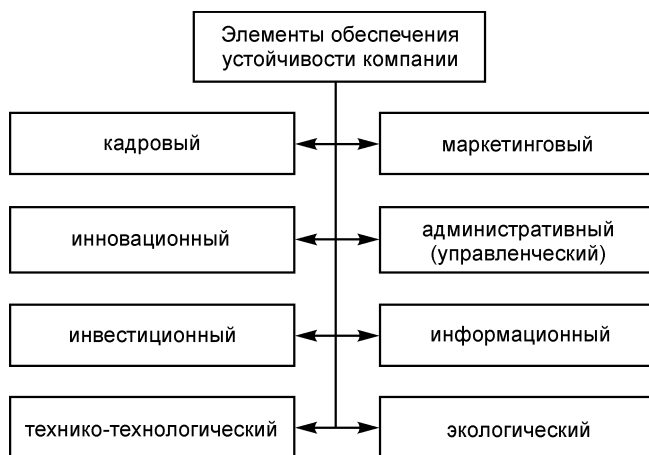 Элементы обеспечения
устойчивости компании
кадровый
маркетинговый
инновационный
административный
(управленческий)
инвестиционный
информационный
технико-технологический
экологический